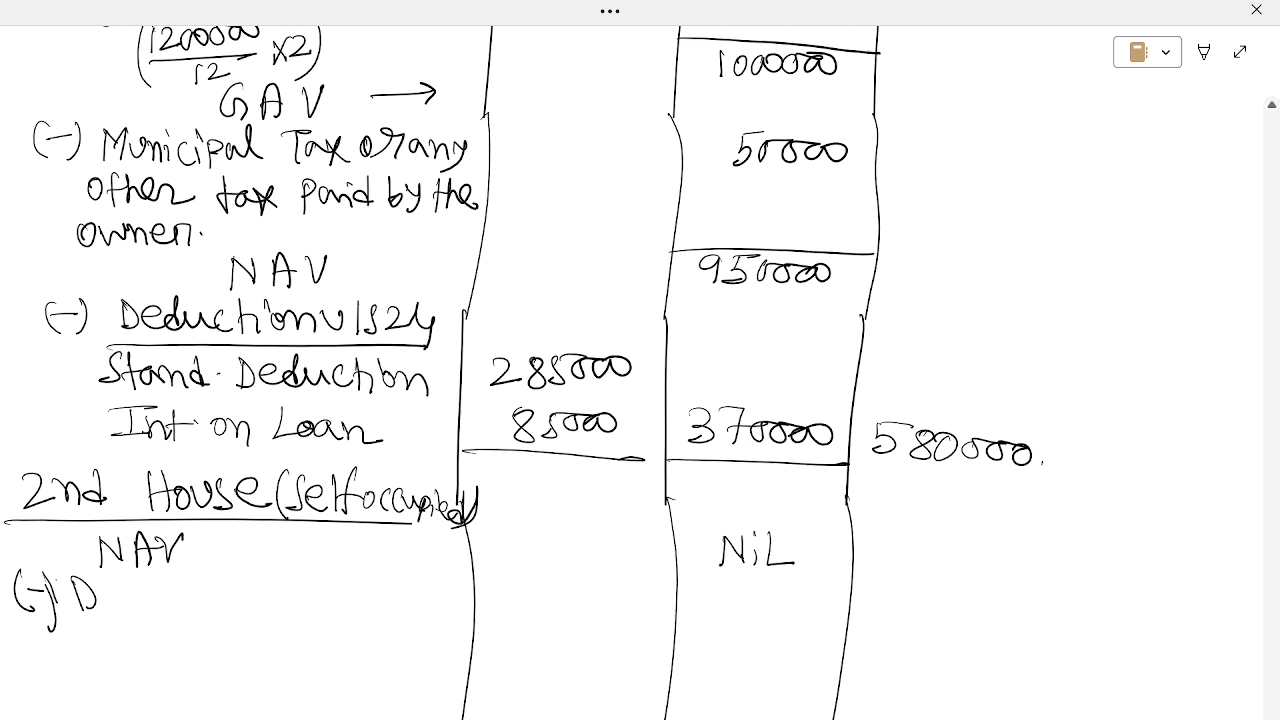 (120000/12 ×2)
1000000
GAV →
(-) Municipal Tax or any 50000
other tax paid by the
owner.
NAV 950000
(-) Deduction u/s 24
Stand. Deduction 285000
Int on Loan 85000 370000 580000.
2nd House (Self occupied)
NAV NiL
(-) D